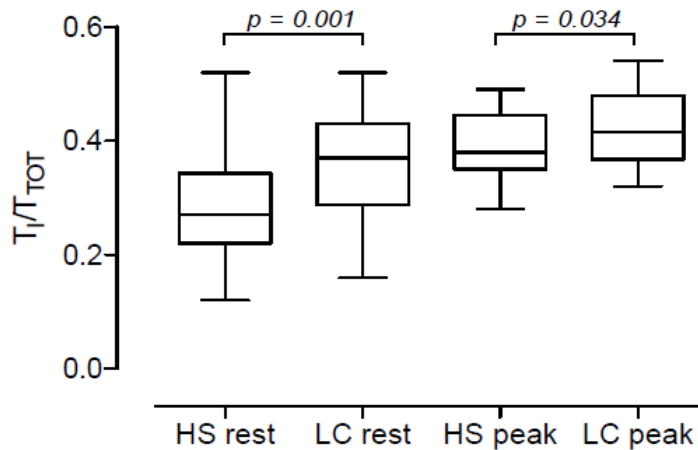 p = 0.001 p = 0.034
0.6
0.4
0.2
0.0
TI/TTOT
HS rest LC rest HS peak LC peak